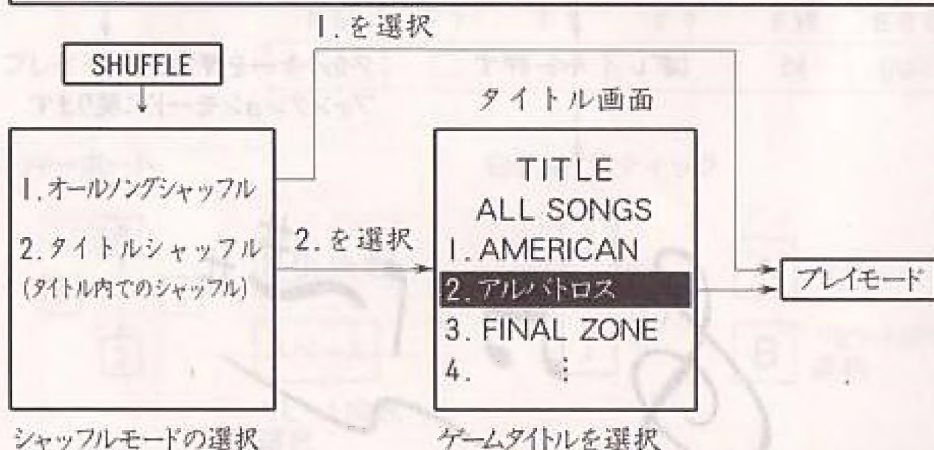 1.を選択
SHUFFLE
タイトル画面
1.オールソングシャッフル
2.タイトルシャッフル
(タイトル内でのシャッフル)
2.を選択
TITLE
ALL SONGS
1. AMERICAN
2. アルバトロス
3. FINAL ZONE
4. ⋮
プレイモード
シャッフルモードの選択
ゲームタイトルを選択